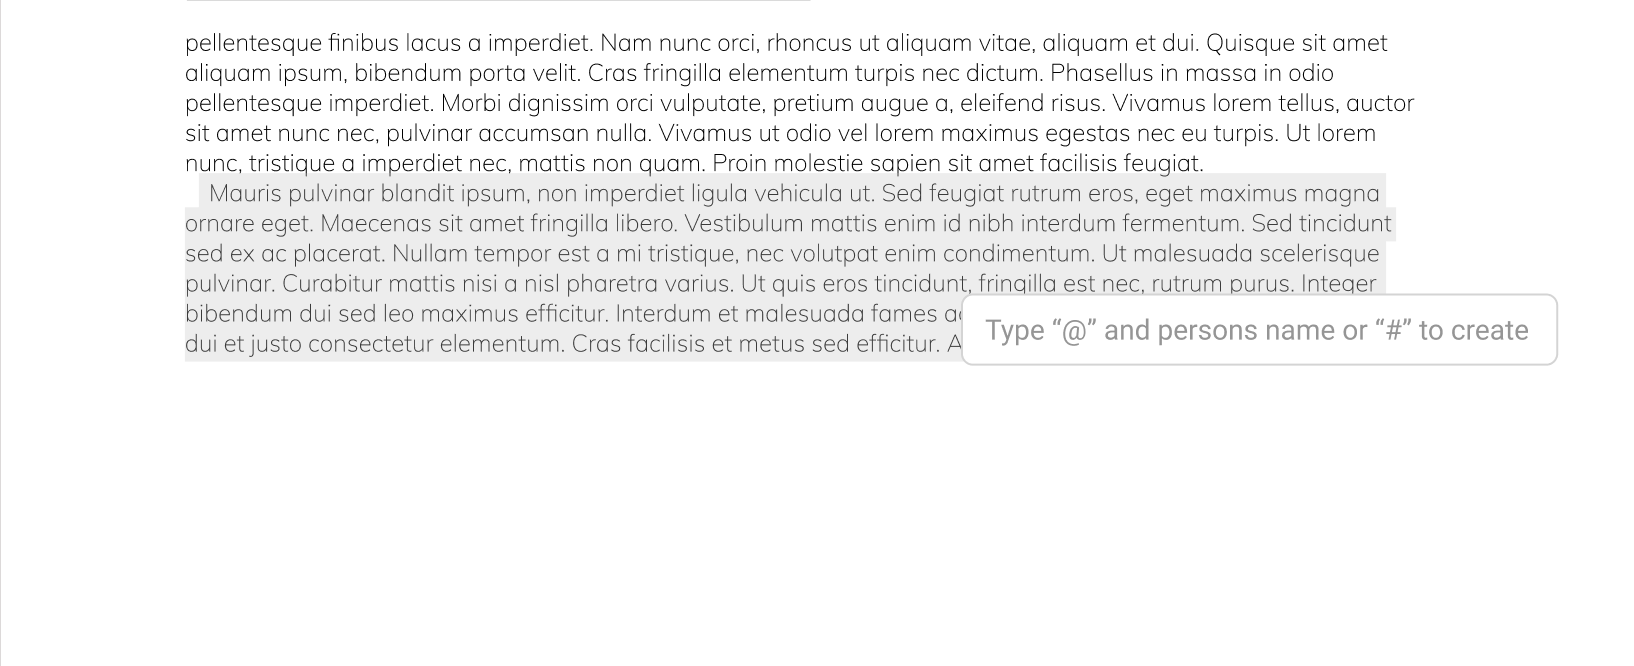 pellentesque finibus lacus a imperdiet. Nam nunc orci, rhoncus ut aliquam vitae, aliquam et dui. Quisque sit amet
aliquam ipsum, bibendum porta velit. Cras fringilla elementum turpis nec dictum. Phasellus in massa in odio
pellentesque imperdiet. Morbi dignissim orci vulputate, pretium augue a, eleifend risus. Vivamus lorem tellus, auctor
sit amet nunc nec, pulvinar accumsan nulla. Vivamus ut odio vel lorem maximus egestas nec eu turpis. Ut lorem
nunc, tristique a imperdiet nec, mattis non quam. Proin molestie sapien sit amet facilisis feugiat.
Mauris pulvinar blandit ipsum, non imperdiet ligula vehicula ut. Sed feugiat rutrum eros, eget maximus magna
ornare eget. Maecenas sit amet fringilla libero. Vestibulum mattis enim id nibh interdum fermentum. Sed tincidunt
sed ex ac placerat. Nullam tempor est a mi tristique, nec volutpat enim condimentum. Ut malesuada scelerisque
pulvinar. Curabitur mattis nisi a nisl pharetra varius. Ut quis eros tincidunt, fringilla est nec, rutrum purus. Integer
bibendum dui sed leo maximus efficitur. Interdum et malesuada fames
dui et justo consectetur elementum. Cras facilisis et metus sed efficitur.
Type “@” and persons name or “#” to create